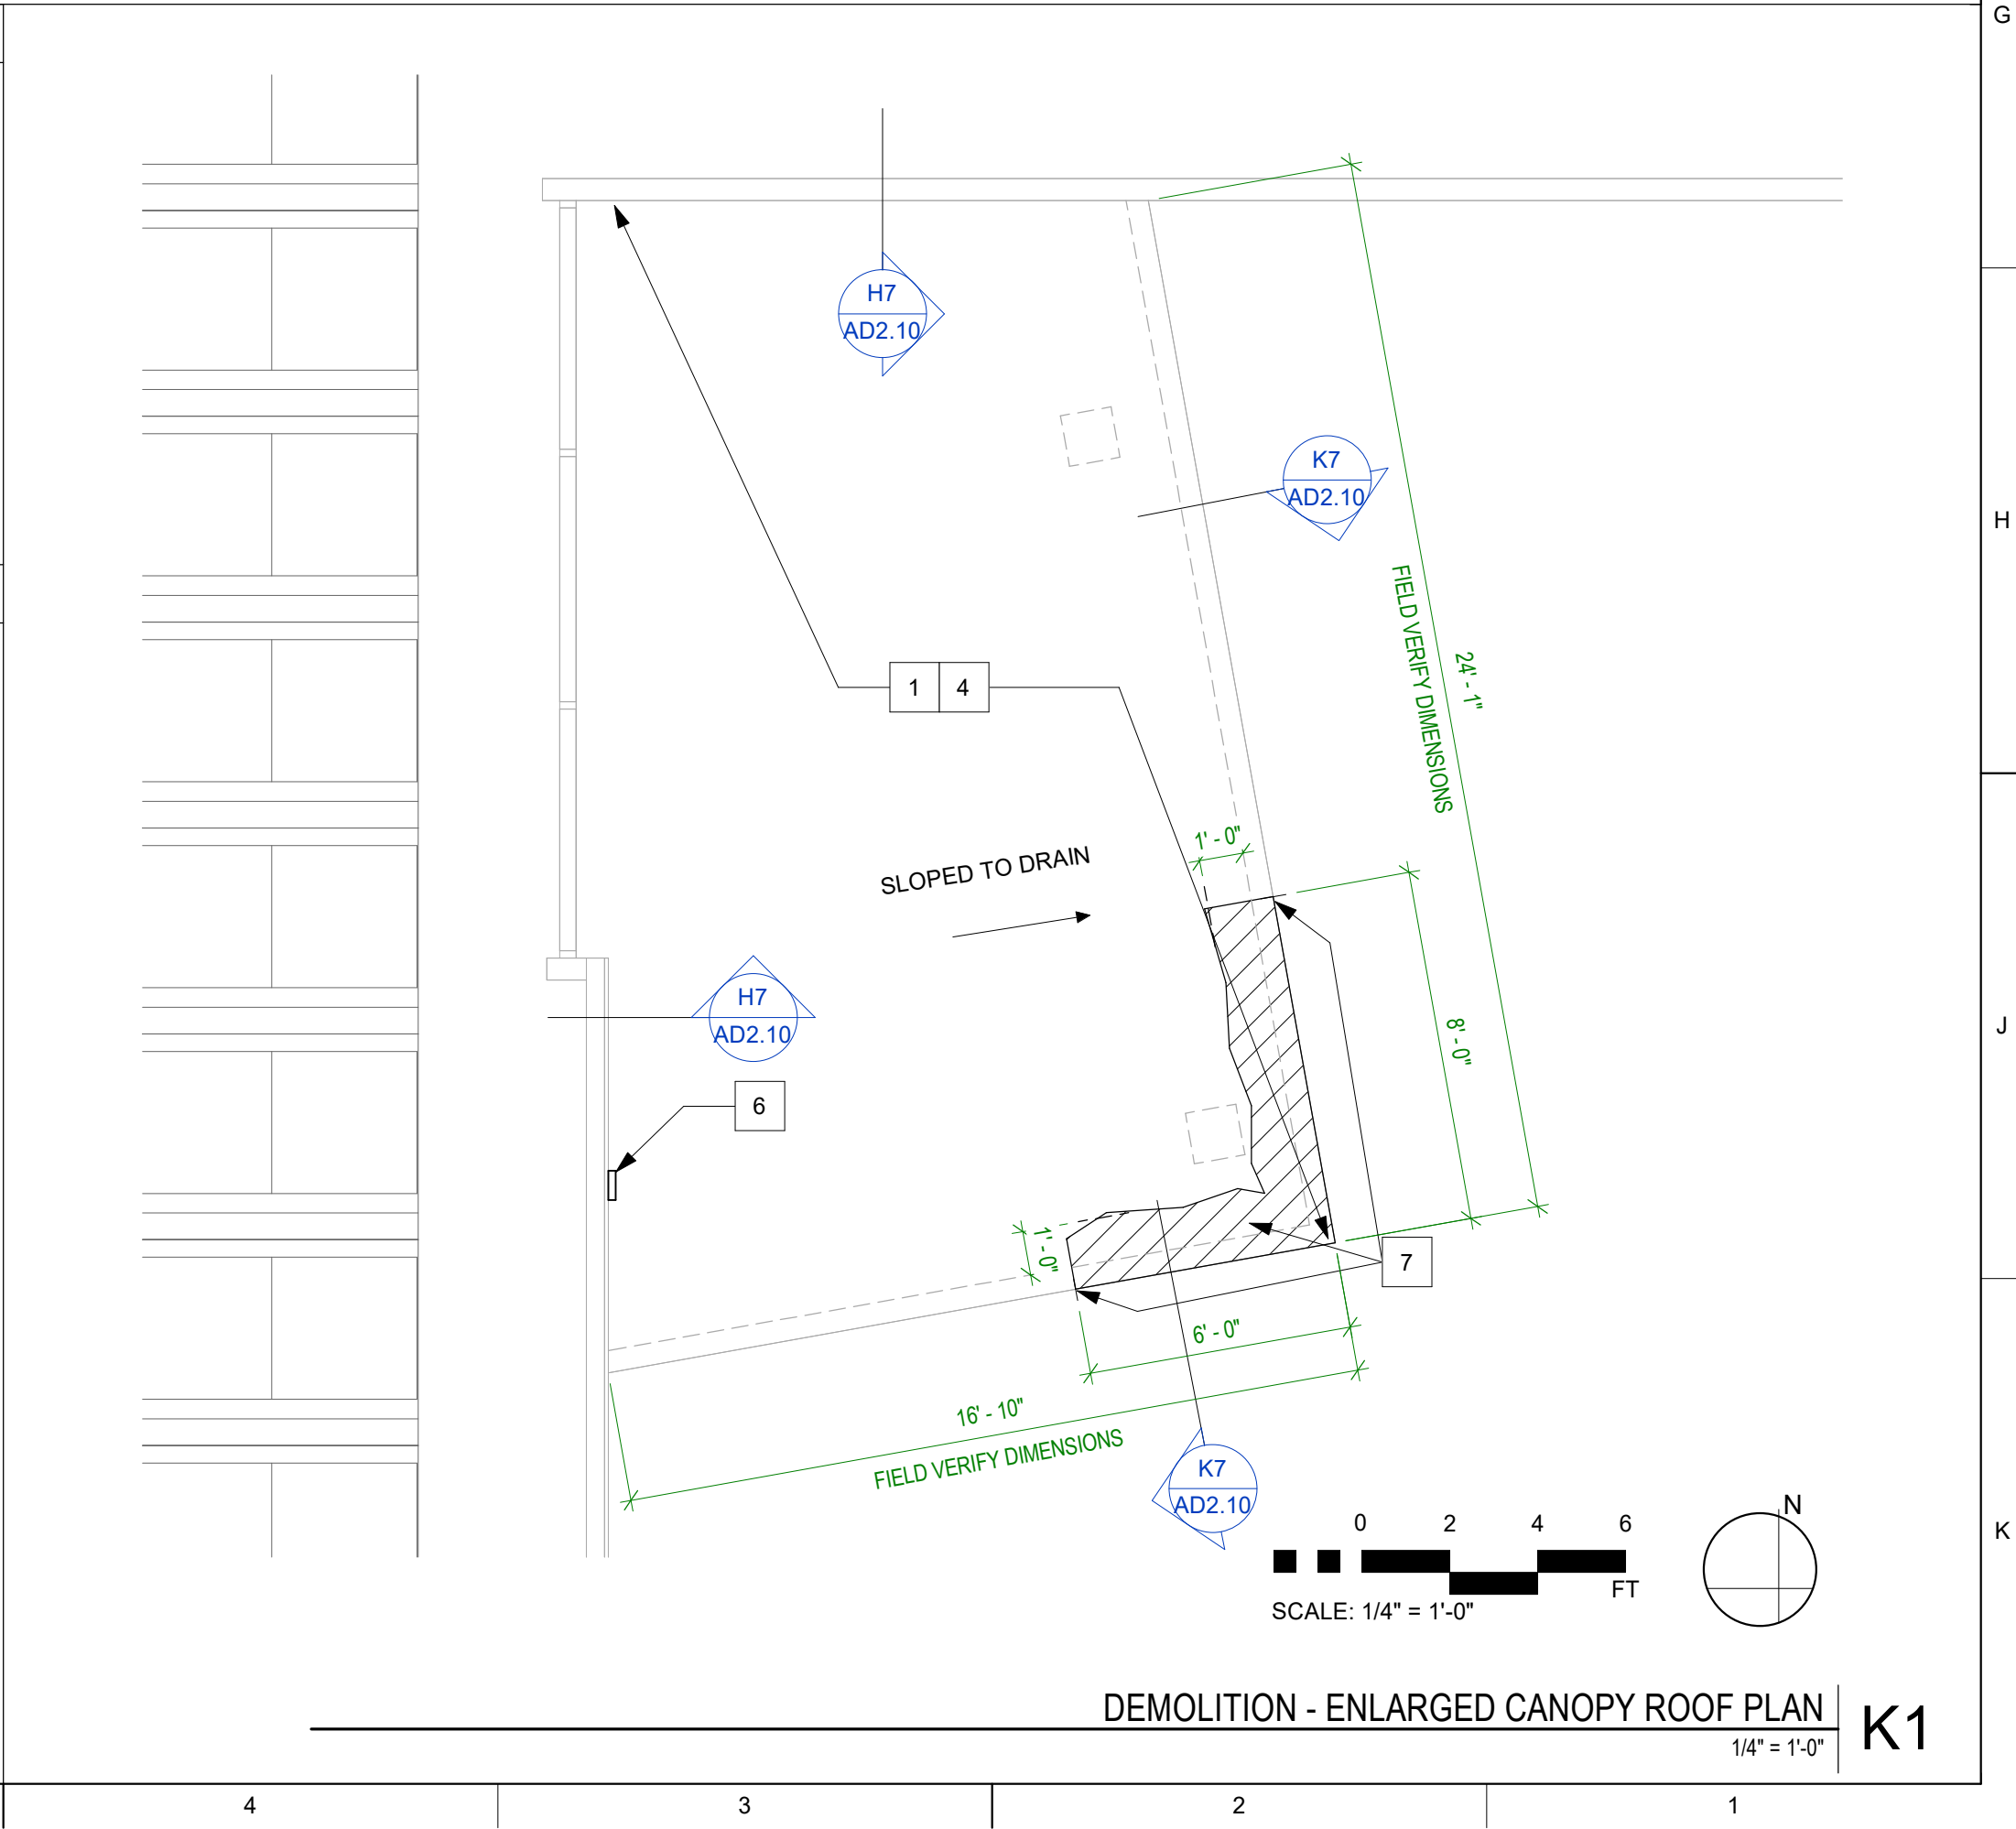 G
H7
AD2.10
K7
AD2.10
H
FIELD VERIFY DIMENSIONS
24' - 1"
1 4
1' - 0"
SLOPED TO DRAIN
H7
AD2.10
8' - 0"
J
6
1' - 0"
7
6' - 0"
16' - 10"
FIELD VERIFY DIMENSIONS
K7
AD2.10
0 2 4 6
FT
SCALE: 1/4" = 1'-0"
N
K
DEMOLITION - ENLARGED CANOPY ROOF PLAN
1/4" = 1'-0"
K1
4 3 2 1